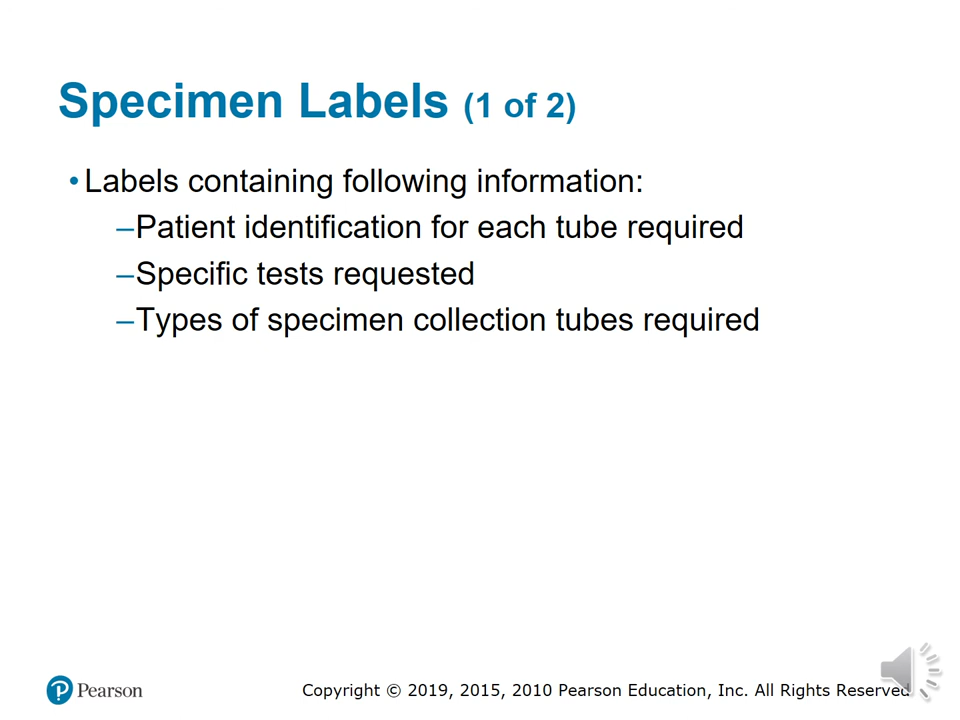 Specimen Labels (1 of 2)
• Labels containing following information:
–Patient identification for each tube required
–Specific tests requested
–Types of specimen collection tubes required
Pearson
Copyright © 2019, 2015, 2010 Pearson Education, Inc. All Rights Reserved